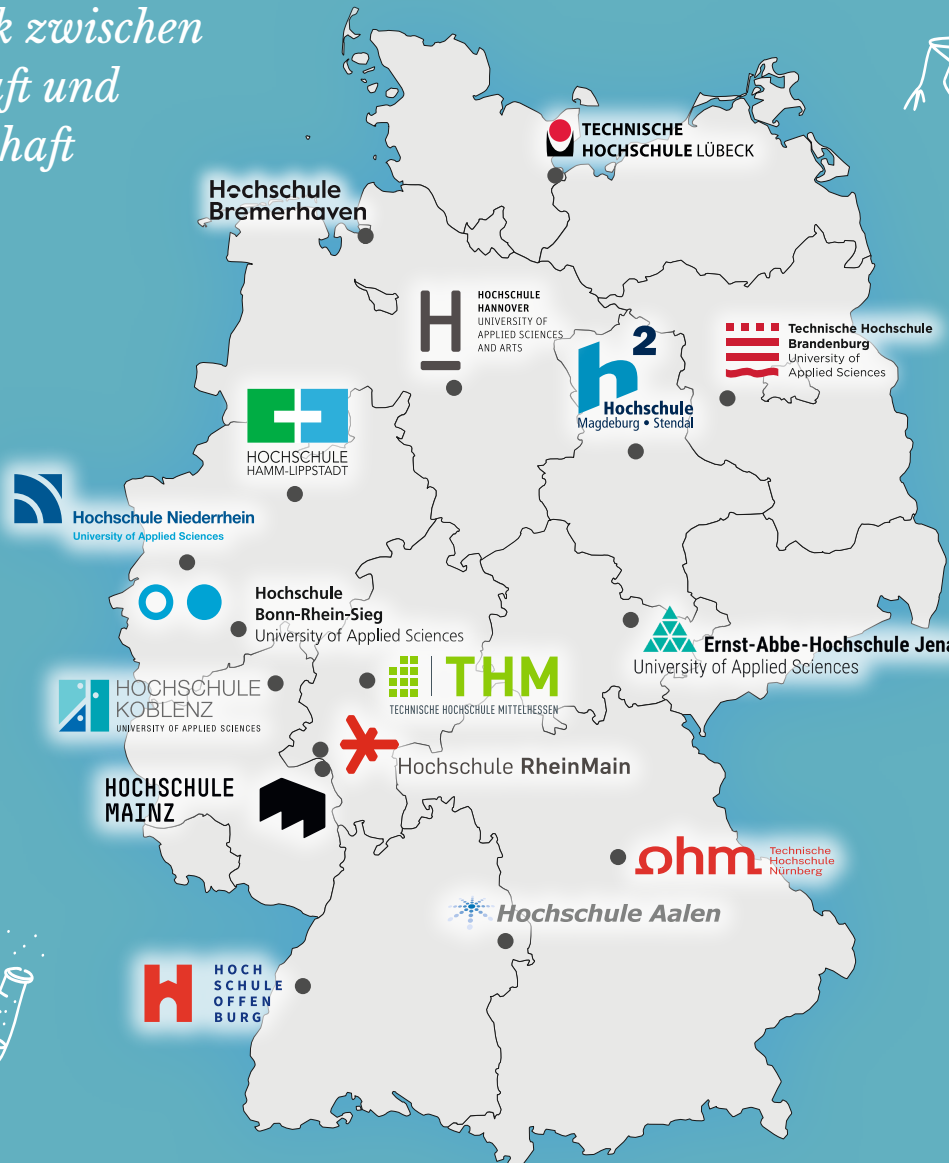 zwischen
und
TECHNISCHE
HOCHSCHULE LÜBECK
Hochschule
Bremerhaven
H
HOCHSCHULE
HANNOVER
UNIVERSITY OF
APPLIED SCIENCES
AND ARTS
h2
Hochschule
Magdeburg • Stendal
Technische Hochschule
Brandenburg
University of
Applied Sciences
HOCHSCHULE
HAMM-LIPPSTADT
Hochschule Niederrhein
University of Applied Sciences
Hochschule
Bonn-Rhein-Sieg
University of Applied Sciences
Ernst-Abbe-Hochschule Jena
University of Applied Sciences
HOCHSCHULE
KOBLENZ
UNIVERSITY OF APPLIED SCIENCES
THM
TECHNISCHE HOCHSCHULE MITTELHESSEN
Hochschule RheinMain
HOCHSCHULE
MAINZ
ohm
Technische
Hochschule
Nürnberg
Hochschule Aalen
HOCH
SCHULE
OFFEN
BURG